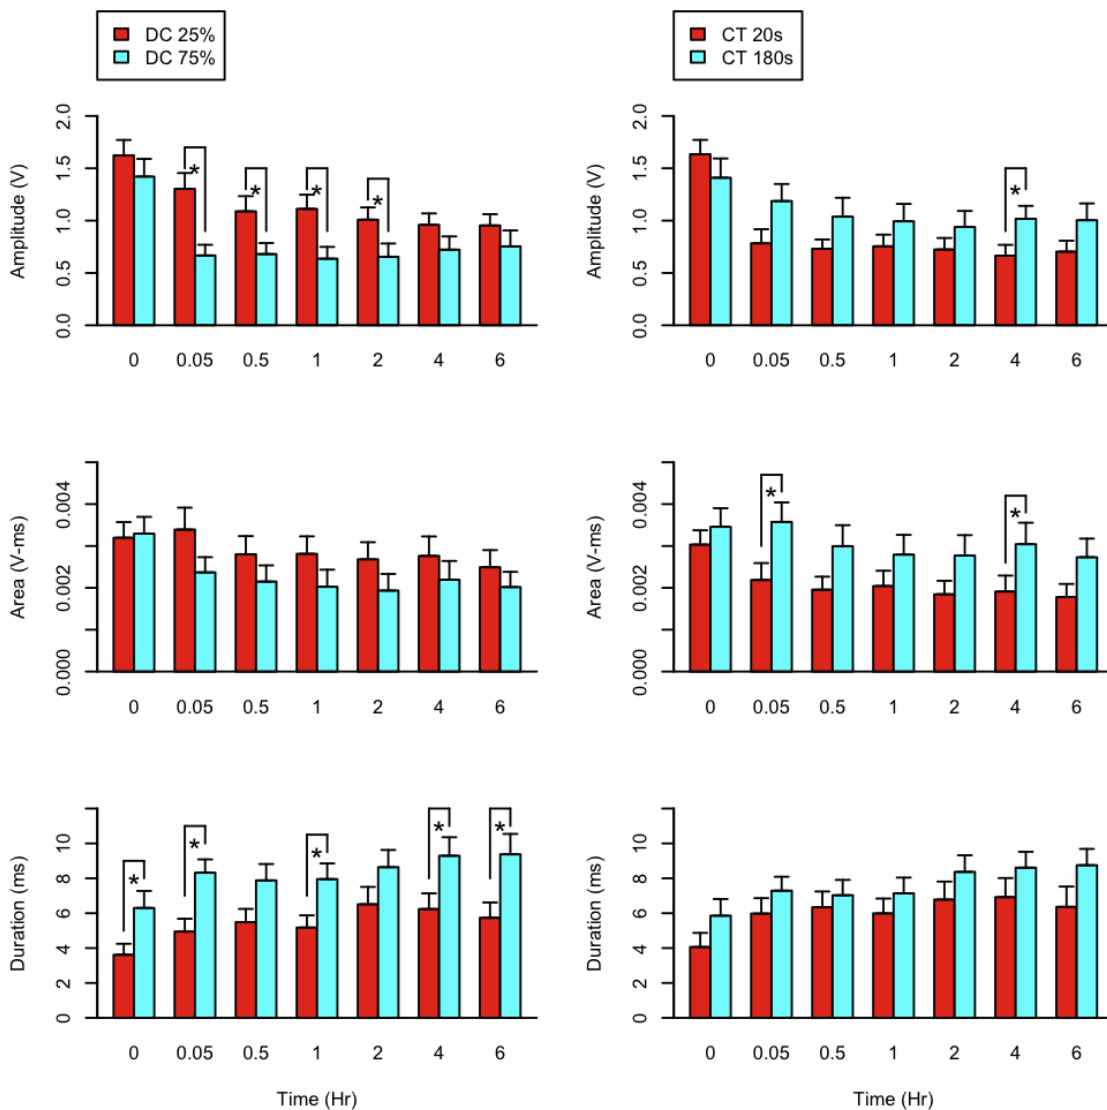 DC 25%
DC 75%
CT 20s
CT 180s
Amplitude (V)
0.0 0.5 1.0 1.5 2.0
* * * *
0 0.05 0.5 1 2 4 6
Amplitude (V)
0.0 0.5 1.0 1.5 2.0
*
0 0.05 0.5 1 2 4 6
Area (V-ms)
0.000 0.002 0.004
0 0.05 0.5 1 2 4 6
Area (V-ms)
0.000 0.002 0.004
* *
0 0.05 0.5 1 2 4 6
Duration (ms)
0 2 4 6 8 10
* * * * *
0 0.05 0.5 1 2 4 6
Time (Hr)
Duration (ms)
0 2 4 6 8 10
0 0.05 0.5 1 2 4 6
Time (Hr)